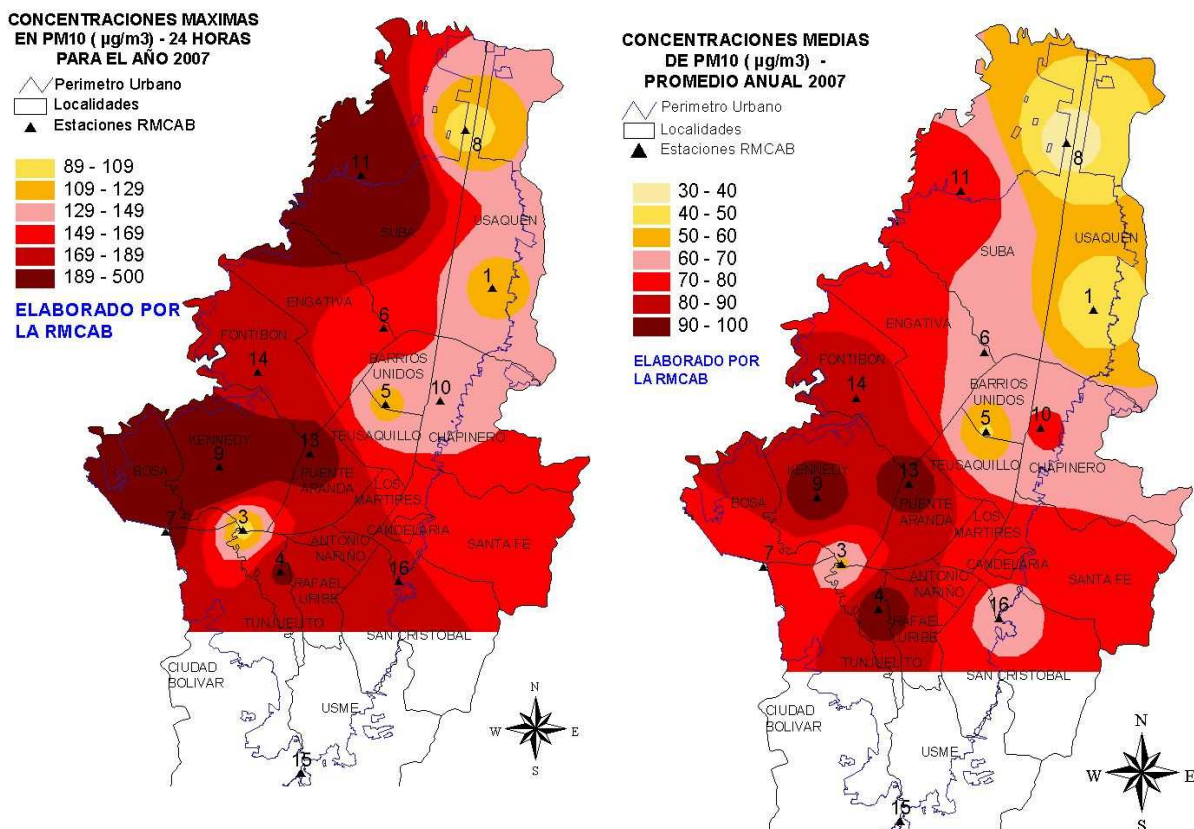 CONCENTRACIONES MAXIMAS
EN PM10 ( µg/m3) - 24 HORAS
PARA EL AÑO 2007
Perimetro Urbano
Localidades
Estaciones RMCAB
89 - 109
109 - 129
129 - 149
149 - 169
169 - 189
189 - 500
ELABORADO POR
LA RMCAB
8
11
SUBA
USAQUEN
1
ENGATIVA
6
FONTIBON
14
BARRIOS
UNIDOS
5
10
TEUSAQUILLO
CHAPINERO
KENNEDY
9
13
BOSA
PUENTE
ARANDA
LOS
MARTIRES
7
3
CANDELARIA
ANTONIO
NARIÑO
SANTA FE
4
16
RAFAEL
URIBE
TUNJUELITO
SAN CRISTOBAL
CIUDAD
BOLIVAR
USME
15
N
W
E
S
CONCENTRACIONES MEDIAS
DE PM10 ( µg/m3) -
PROMEDIO ANUAL 2007
Perimetro Urbano
Localidades
Estaciones RMCAB
30 - 40
40 - 50
50 - 60
60 - 70
70 - 80
80 - 90
90 - 100
ELABORADO POR
LA RMCAB
8
11
SUBA
USAQUEN
1
ENGATIVA
6
FONTIBON
14
BARRIOS
UNIDOS
5
10
TEUSAQUILLO
CHAPINERO
KENNEDY
9
13
BOSA
PUENTE
ARANDA
LOS
MARTIRES
7
3
CANDELARIA
ANTONIO
NARIÑO
SANTA FE
4
16
RAFAEL
URIBE
TUNJUELITO
SAN CRISTOBAL
CIUDAD
BOLIVAR
USME
15
N
W
E
S